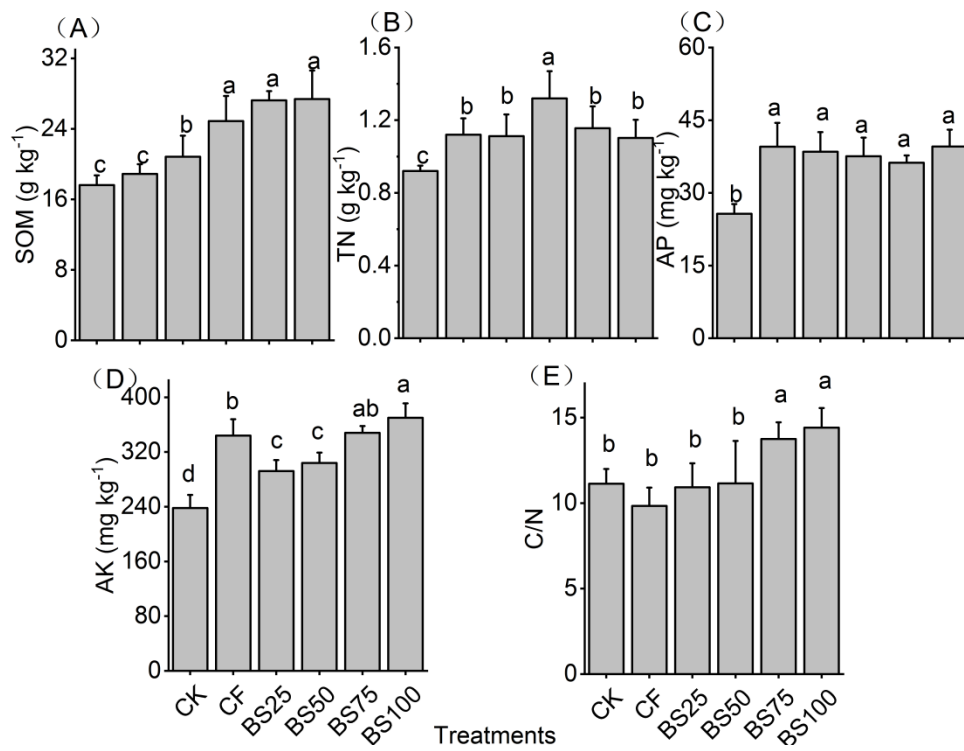 （A）
SOM (g kg-1)
32
24
16
8
0
c
c
b
a
a
a
（B）
TN (g kg-1)
1.6
1.2
0.8
0.4
0.0
c
b
b
a
b
b
（C）
AP (mg kg-1)
60
45
30
15
0
b
a
a
a
a
a
（D）
AK (mg kg-1)
400
320
240
160
80
0
d
b
c
c
ab
a
CK
CF
BS25
BS50
BS75
BS100
（E）
C/N
15
10
5
0
b
b
b
b
a
a
CK
CF
BS25
BS50
BS75
BS100
Treatments